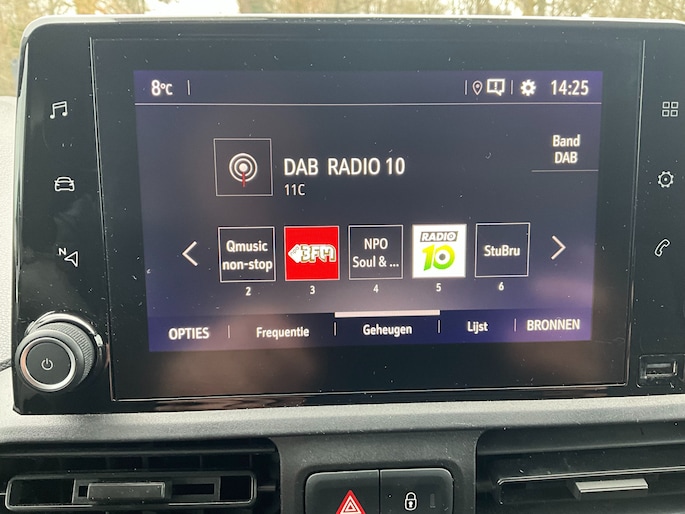 8°C
14:25
DAB RADIO 10
11C
Band
DAB
Qmusic
non-stop
3FM
NPO
Soul & ...
RADIO
10
StuBru
2
3
4
5
6
OPTIES
Frequentie
Geheugen
Lijst
BRONNEN
N